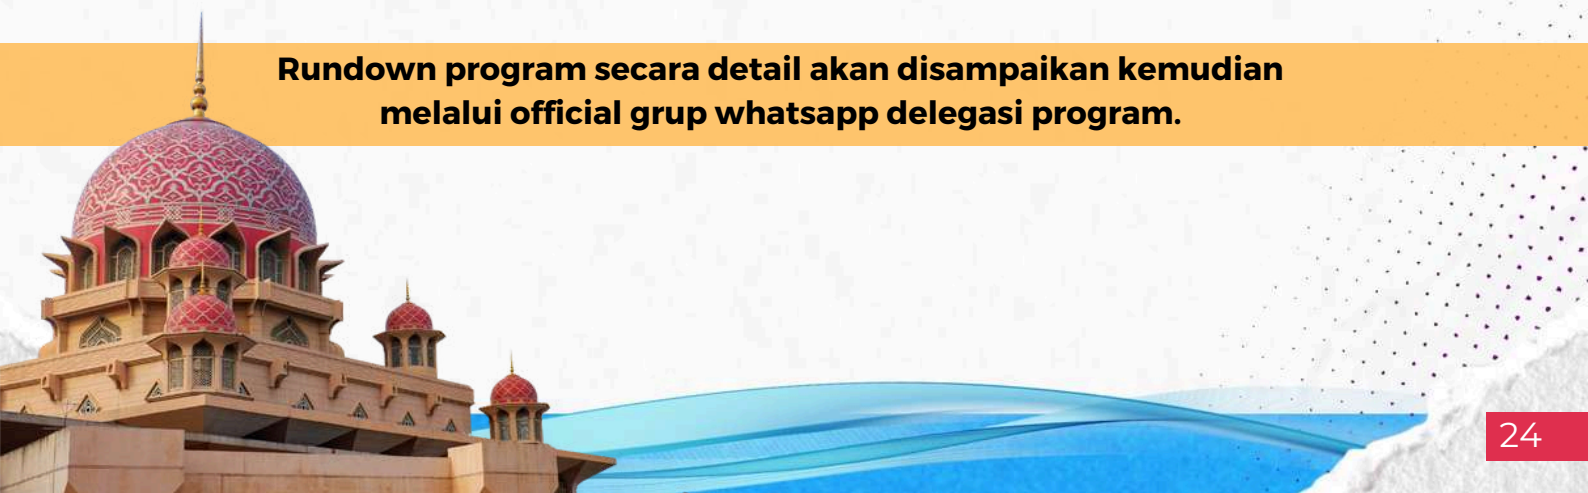 Rundown program secara detail akan disampaikan kemudian
melalui official grup whatsapp delegasi program.
24